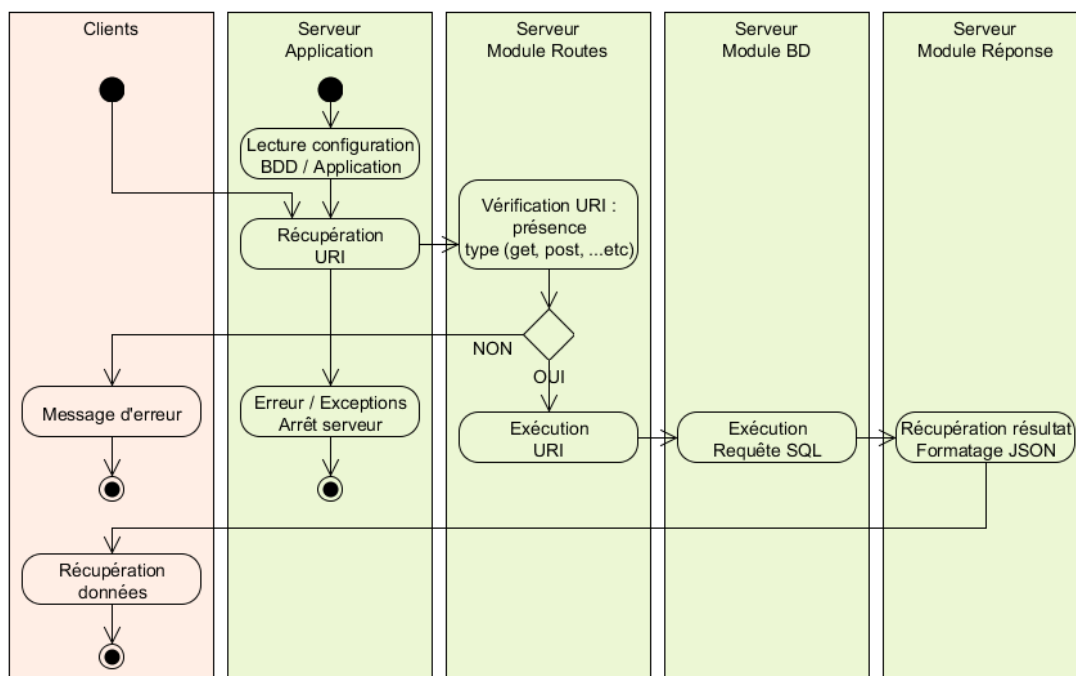 Clients
Serveur
Application
Serveur
Module Routes
Serveur
Module BD
Serveur
Module Réponse
Lecture configuration
BDD / Application
Récupération
URI
Vérification URI :
présence
type (get, post, ...etc)
NON
OUI
Message d'erreur
Erreur / Exceptions
Arrêt serveur
Exécution
URI
Exécution
Requête SQL
Récupération résultat
Formatage JSON
Récupération
données